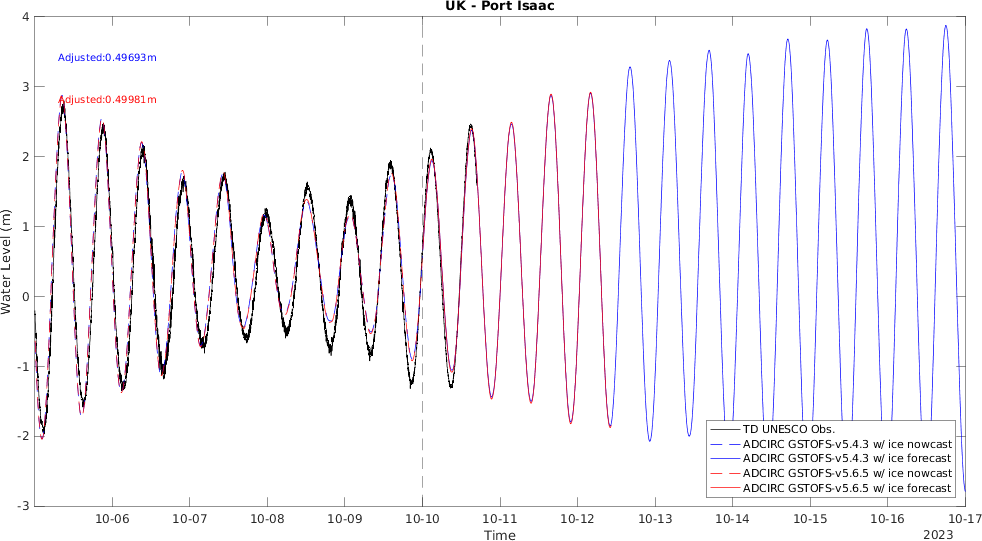 UK - Port Isaac
Adjusted:0.49693m
Adjusted:0.49981m
Water Level (m)
4
3
2
1
0
-1
-2
-3
TD UNESCO Obs.
ADCIRC GSTOFS-v5.4.3 w/ ice nowcast
ADCIRC GSTOFS-v5.4.3 w/ ice forecast
ADCIRC GSTOFS-v5.6.5 w/ ice nowcast
ADCIRC GSTOFS-v5.6.5 w/ ice forecast
10-06 10-07 10-08 10-09 10-10 10-11 10-12 10-13 10-14 10-15 10-16 10-17
Time
2023